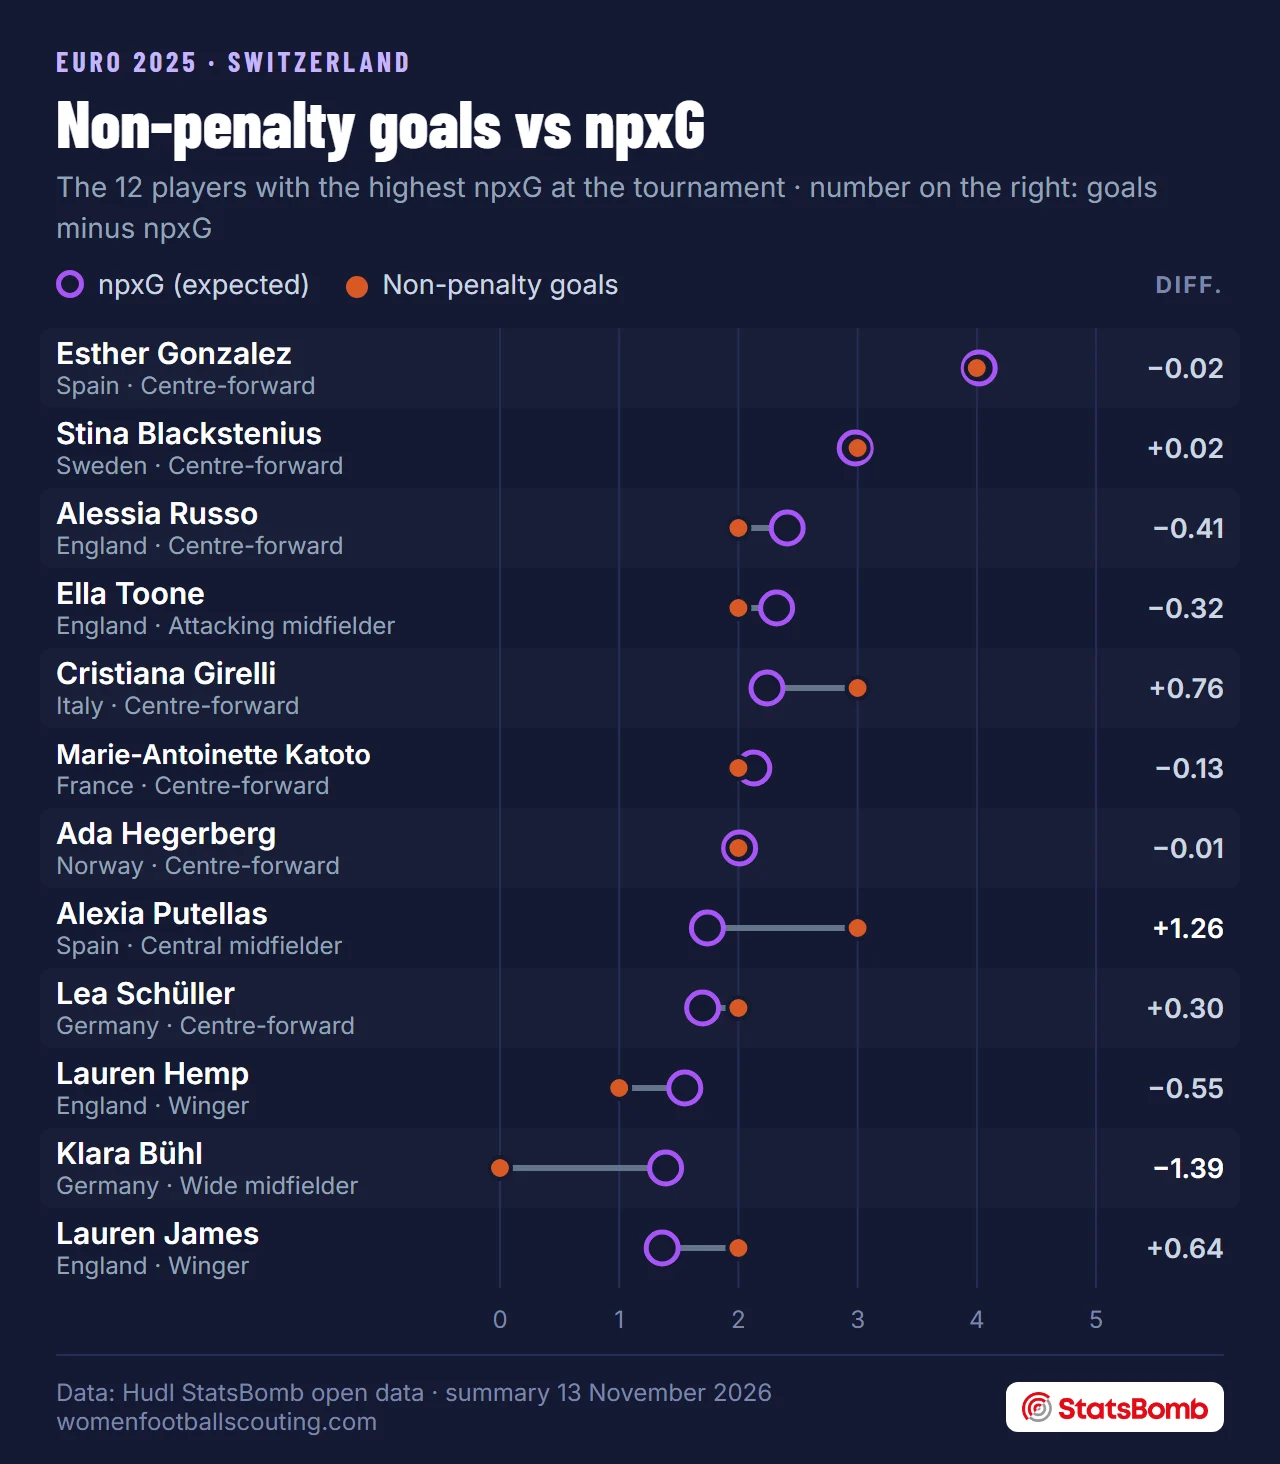 EURO 2025 · SWITZERLAND
Non-penalty goals vs npxG
The 12 players with the highest npxG at the tournament · number on the right: goals
minus npxG
npxG (expected) Non-penalty goals DIFF.
Esther Gonzalez
Spain · Centre-forward
−0.02
Stina Blackstenius
Sweden · Centre-forward
+0.02
Alessia Russo
England · Centre-forward
−0.41
Ella Toone
England · Attacking midfielder
−0.32
Cristiana Girelli
Italy · Centre-forward
+0.76
Marie-Antoinette Katoto
France · Centre-forward
−0.13
Ada Hegerberg
Norway · Centre-forward
−0.01
Alexia Putellas
Spain · Central midfielder
+1.26
Lea Schüller
Germany · Centre-forward
+0.30
Lauren Hemp
England · Winger
−0.55
Klara Bühl
Germany · Wide midfielder
−1.39
Lauren James
England · Winger
+0.64
0 1 2 3 4 5
Data: Hudl StatsBomb open data · summary 13 November 2026
womenfootballscouting.com
StatsBomb